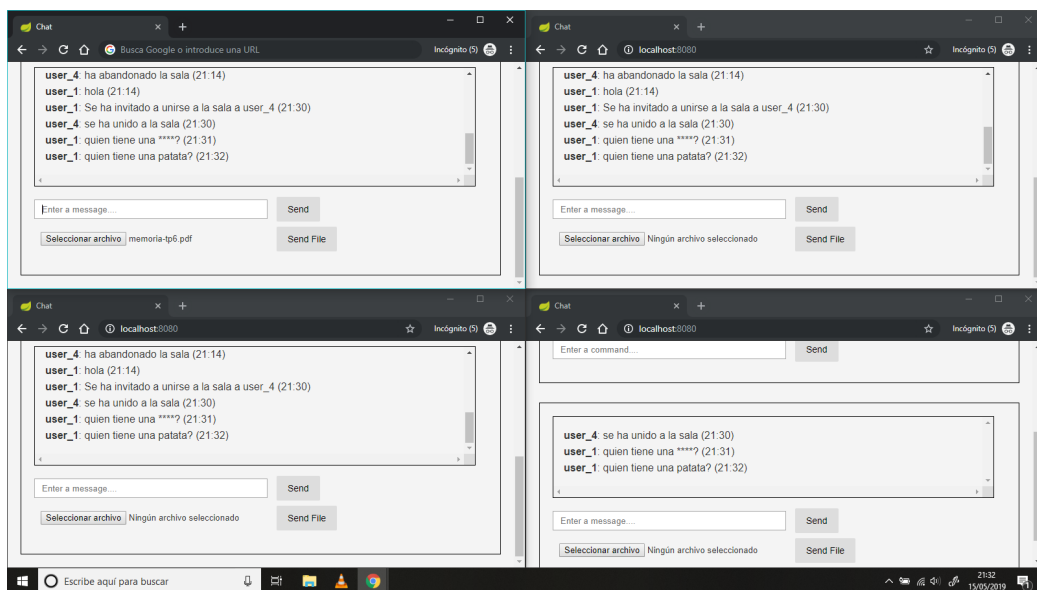 Chat
Busca Google o introduce una URL
Incógnito (5)
user_4: ha abandonado la sala (21:14)
user_1: hola (21:14)
user_1: Se ha invitado a unirse a la sala a user_4 (21:30)
user_4: se ha unido a la sala (21:30)
user_1: quien tiene una ****? (21:31)
user_1: quien tiene una patata? (21:32)
Enter a message....
Send
Seleccionar archivo memoria-tp6.pdf
Send File
Chat
localhost:8080
Incógnito (5)
user_4: ha abandonado la sala (21:14)
user_1: hola (21:14)
user_1: Se ha invitado a unirse a la sala a user_4 (21:30)
user_4: se ha unido a la sala (21:30)
user_1: quien tiene una ****? (21:31)
user_1: quien tiene una patata? (21:32)
Enter a message....
Send
Seleccionar archivo Ningún archivo seleccionado
Send File
Chat
localhost:8080
Incógnito (5)
user_4: ha abandonado la sala (21:14)
user_1: hola (21:14)
user_1: Se ha invitado a unirse a la sala a user_4 (21:30)
user_4: se ha unido a la sala (21:30)
user_1: quien tiene una ****? (21:31)
user_1: quien tiene una patata? (21:32)
Enter a message....
Send
Seleccionar archivo Ningún archivo seleccionado
Send File
Chat
localhost:8080
Incógnito (5)
Enter a command....
Send
user_4: se ha unido a la sala (21:30)
user_1: quien tiene una ****? (21:31)
user_1: quien tiene una patata? (21:32)
Enter a message....
Send
Seleccionar archivo Ningún archivo seleccionado
Send File
Escribe aquí para buscar
21:32
15/05/2019